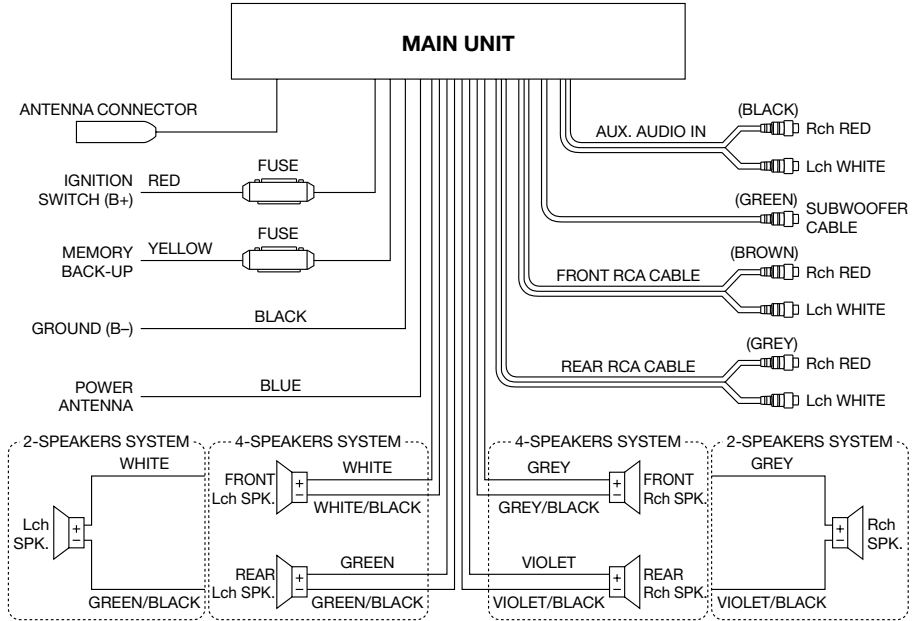 MAIN UNIT
ANTENNA CONNECTOR
IGNITION
SWITCH (B+)
RED
FUSE
MEMORY
BACK-UP
YELLOW
FUSE
GROUND (B–)
BLACK
POWER
ANTENNA
BLUE
AUX. AUDIO IN
(BLACK)
Rch RED
Lch WHITE
(GREEN)
SUBWOOFER
CABLE
FRONT RCA CABLE
(BROWN)
Rch RED
Lch WHITE
REAR RCA CABLE
(GREY)
Rch RED
Lch WHITE
2-SPEAKERS SYSTEM
WHITE
Lch
SPK.
+
–
GREEN/BLACK
4-SPEAKERS SYSTEM
FRONT
Lch SPK.
+
–
WHITE
WHITE/BLACK
REAR
Lch SPK.
+
–
GREEN
GREEN/BLACK
4-SPEAKERS SYSTEM
GREY
GREY/BLACK
+
–
FRONT
Rch SPK.
VIOLET
VIOLET/BLACK
+
–
REAR
Rch SPK.
2-SPEAKERS SYSTEM
GREY
+
–
Rch
SPK.
VIOLET/BLACK